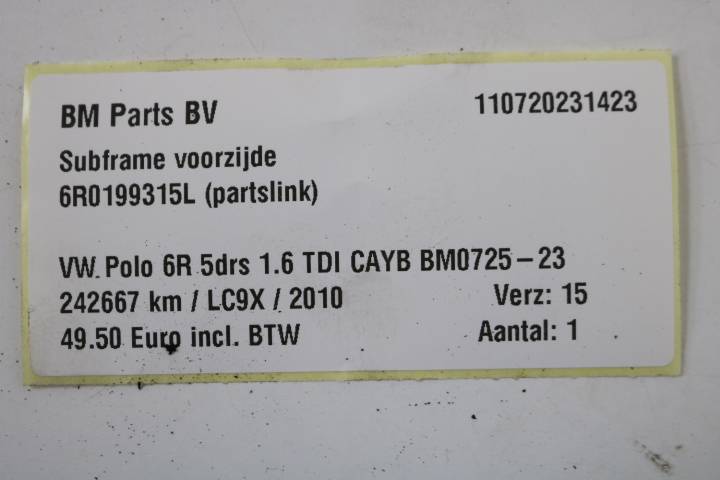 BM Parts BV 110720231423
Subframe voorzijde
6R0199315L (partslink)
VW Polo 6R 5drs 1.6 TDI CAYB BM0725-23
242667 km / LC9X / 2010 Verz: 15
49.50 Euro incl. BTW Aantal: 1